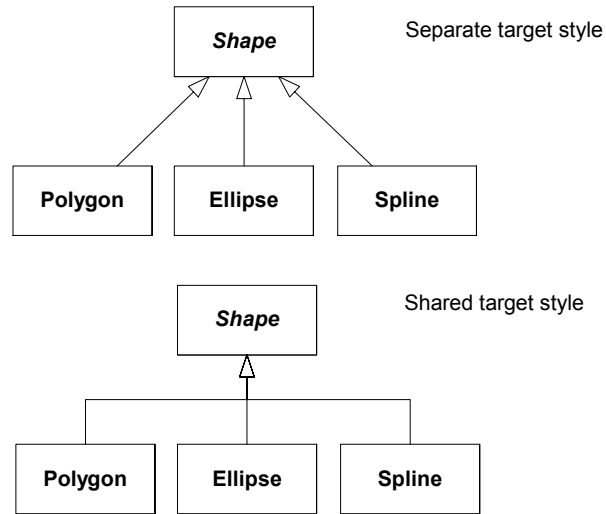 Shape
Separate target style
Polygon
Ellipse
Spline
Shape
Shared target style
Polygon
Ellipse
Spline